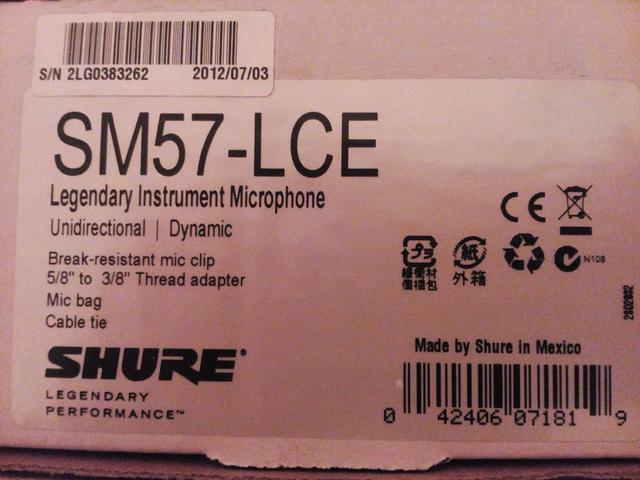 S/N 2LG0383262 2012/07/03
SM57-LCE
Legendary Instrument Microphone
Unidirectional | Dynamic
Break-resistant mic clip
5/8" to 3/8" Thread adapter
Mic bag
Cable tie
SHURE®
LEGENDARY
PERFORMANCE™
CE
プラ
紙
外箱
N108
Made by Shure in Mexico
0 42406 07181 9